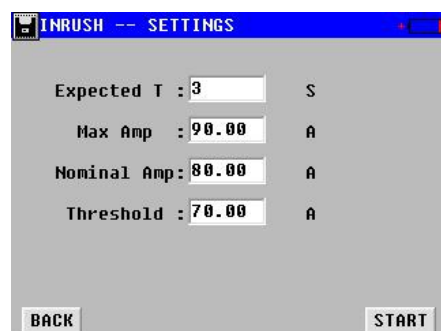 INRUSH -- SETTINGS
Expected T : 3 S
Max Amp : 90.00 A
Nominal Amp: 80.00 A
Threshold : 70.00 A
BACK START